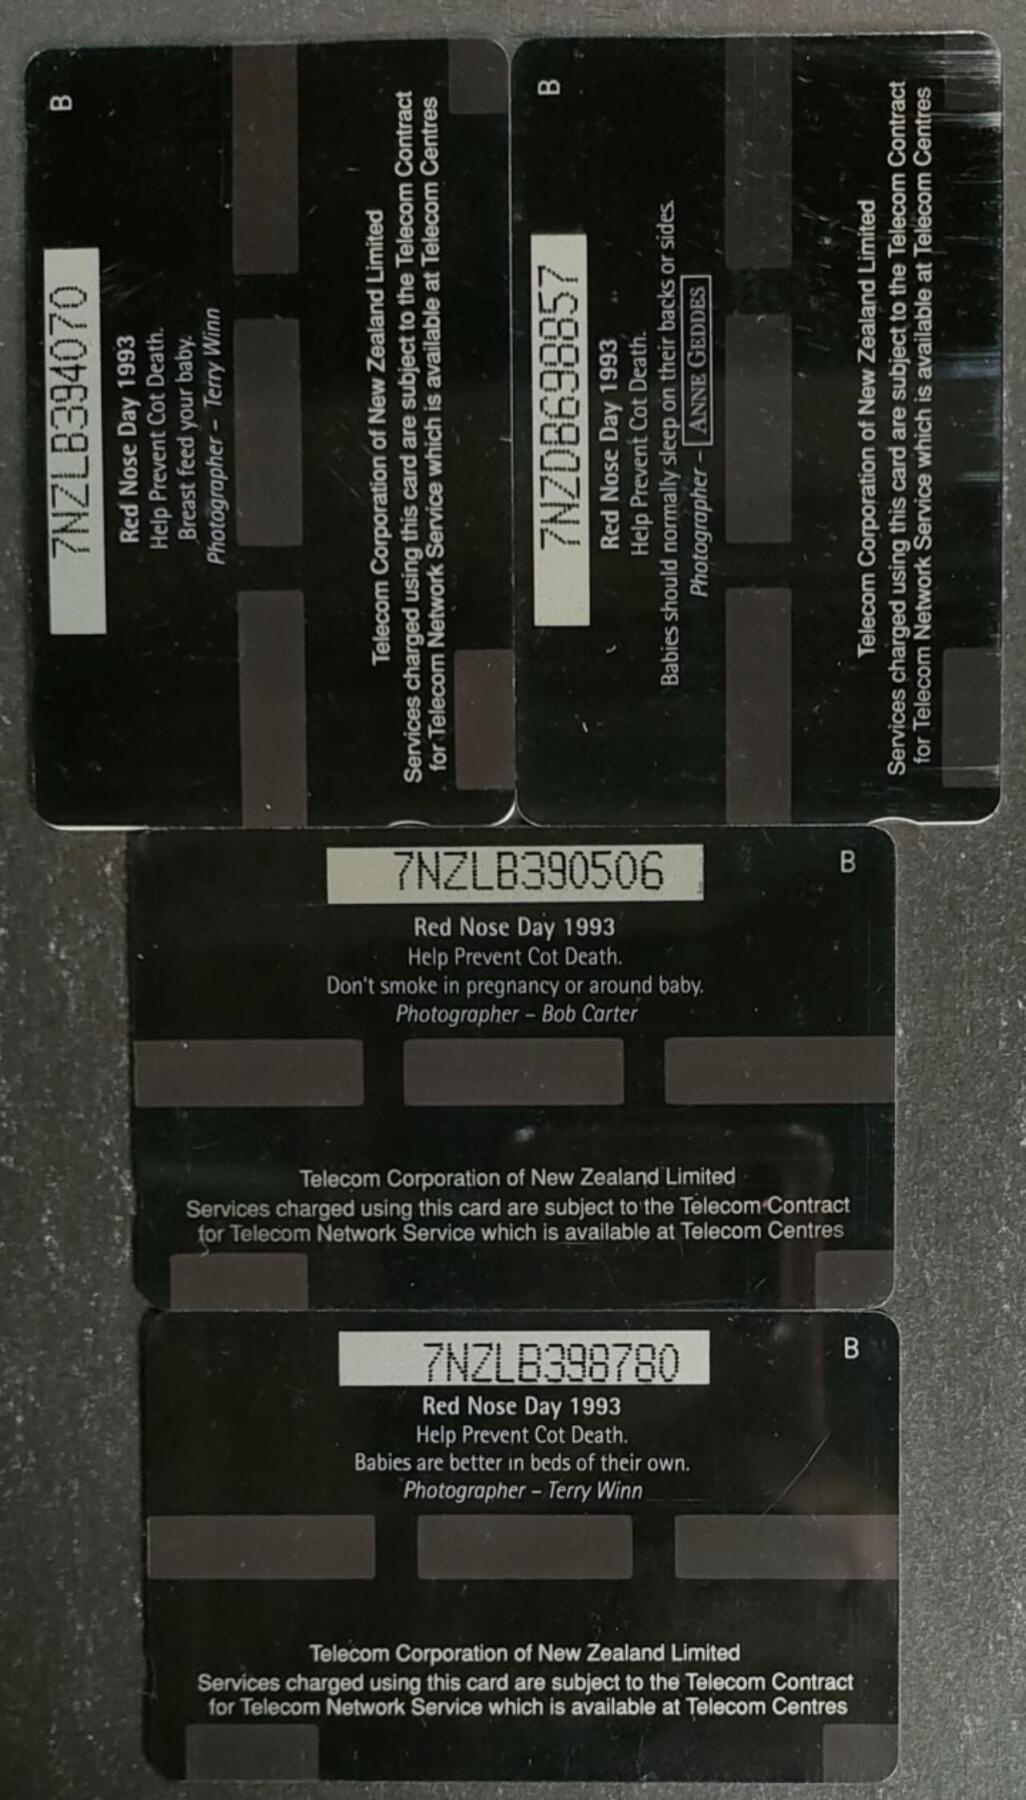 B
7NZLB394070
Red Nose Day 1993
Help Prevent Cot Death.
Breast feed your baby.
Photographer – Terry Winn
Telecom Corporation of New Zealand Limited
Services charged using this card are subject to the Telecom Contract
for Telecom Network Service which is available at Telecom Centres
B
7NZDB698857
Red Nose Day 1993
Help Prevent Cot Death.
Babies should normally sleep on their backs or sides.
Photographer – ANNE GEDDES
Telecom Corporation of New Zealand Limited
Services charged using this card are subject to the Telecom Contract
for Telecom Network Service which is available at Telecom Centres
7NZLB390506
B
Red Nose Day 1993
Help Prevent Cot Death.
Don't smoke in pregnancy or around baby.
Photographer – Bob Carter
Telecom Corporation of New Zealand Limited
Services charged using this card are subject to the Telecom Contract
for Telecom Network Service which is available at Telecom Centres
7NZLB398780
B
Red Nose Day 1993
Help Prevent Cot Death.
Babies are better in beds of their own.
Photographer – Terry Winn
Telecom Corporation of New Zealand Limited
Services charged using this card are subject to the Telecom Contract
for Telecom Network Service which is available at Telecom Centres